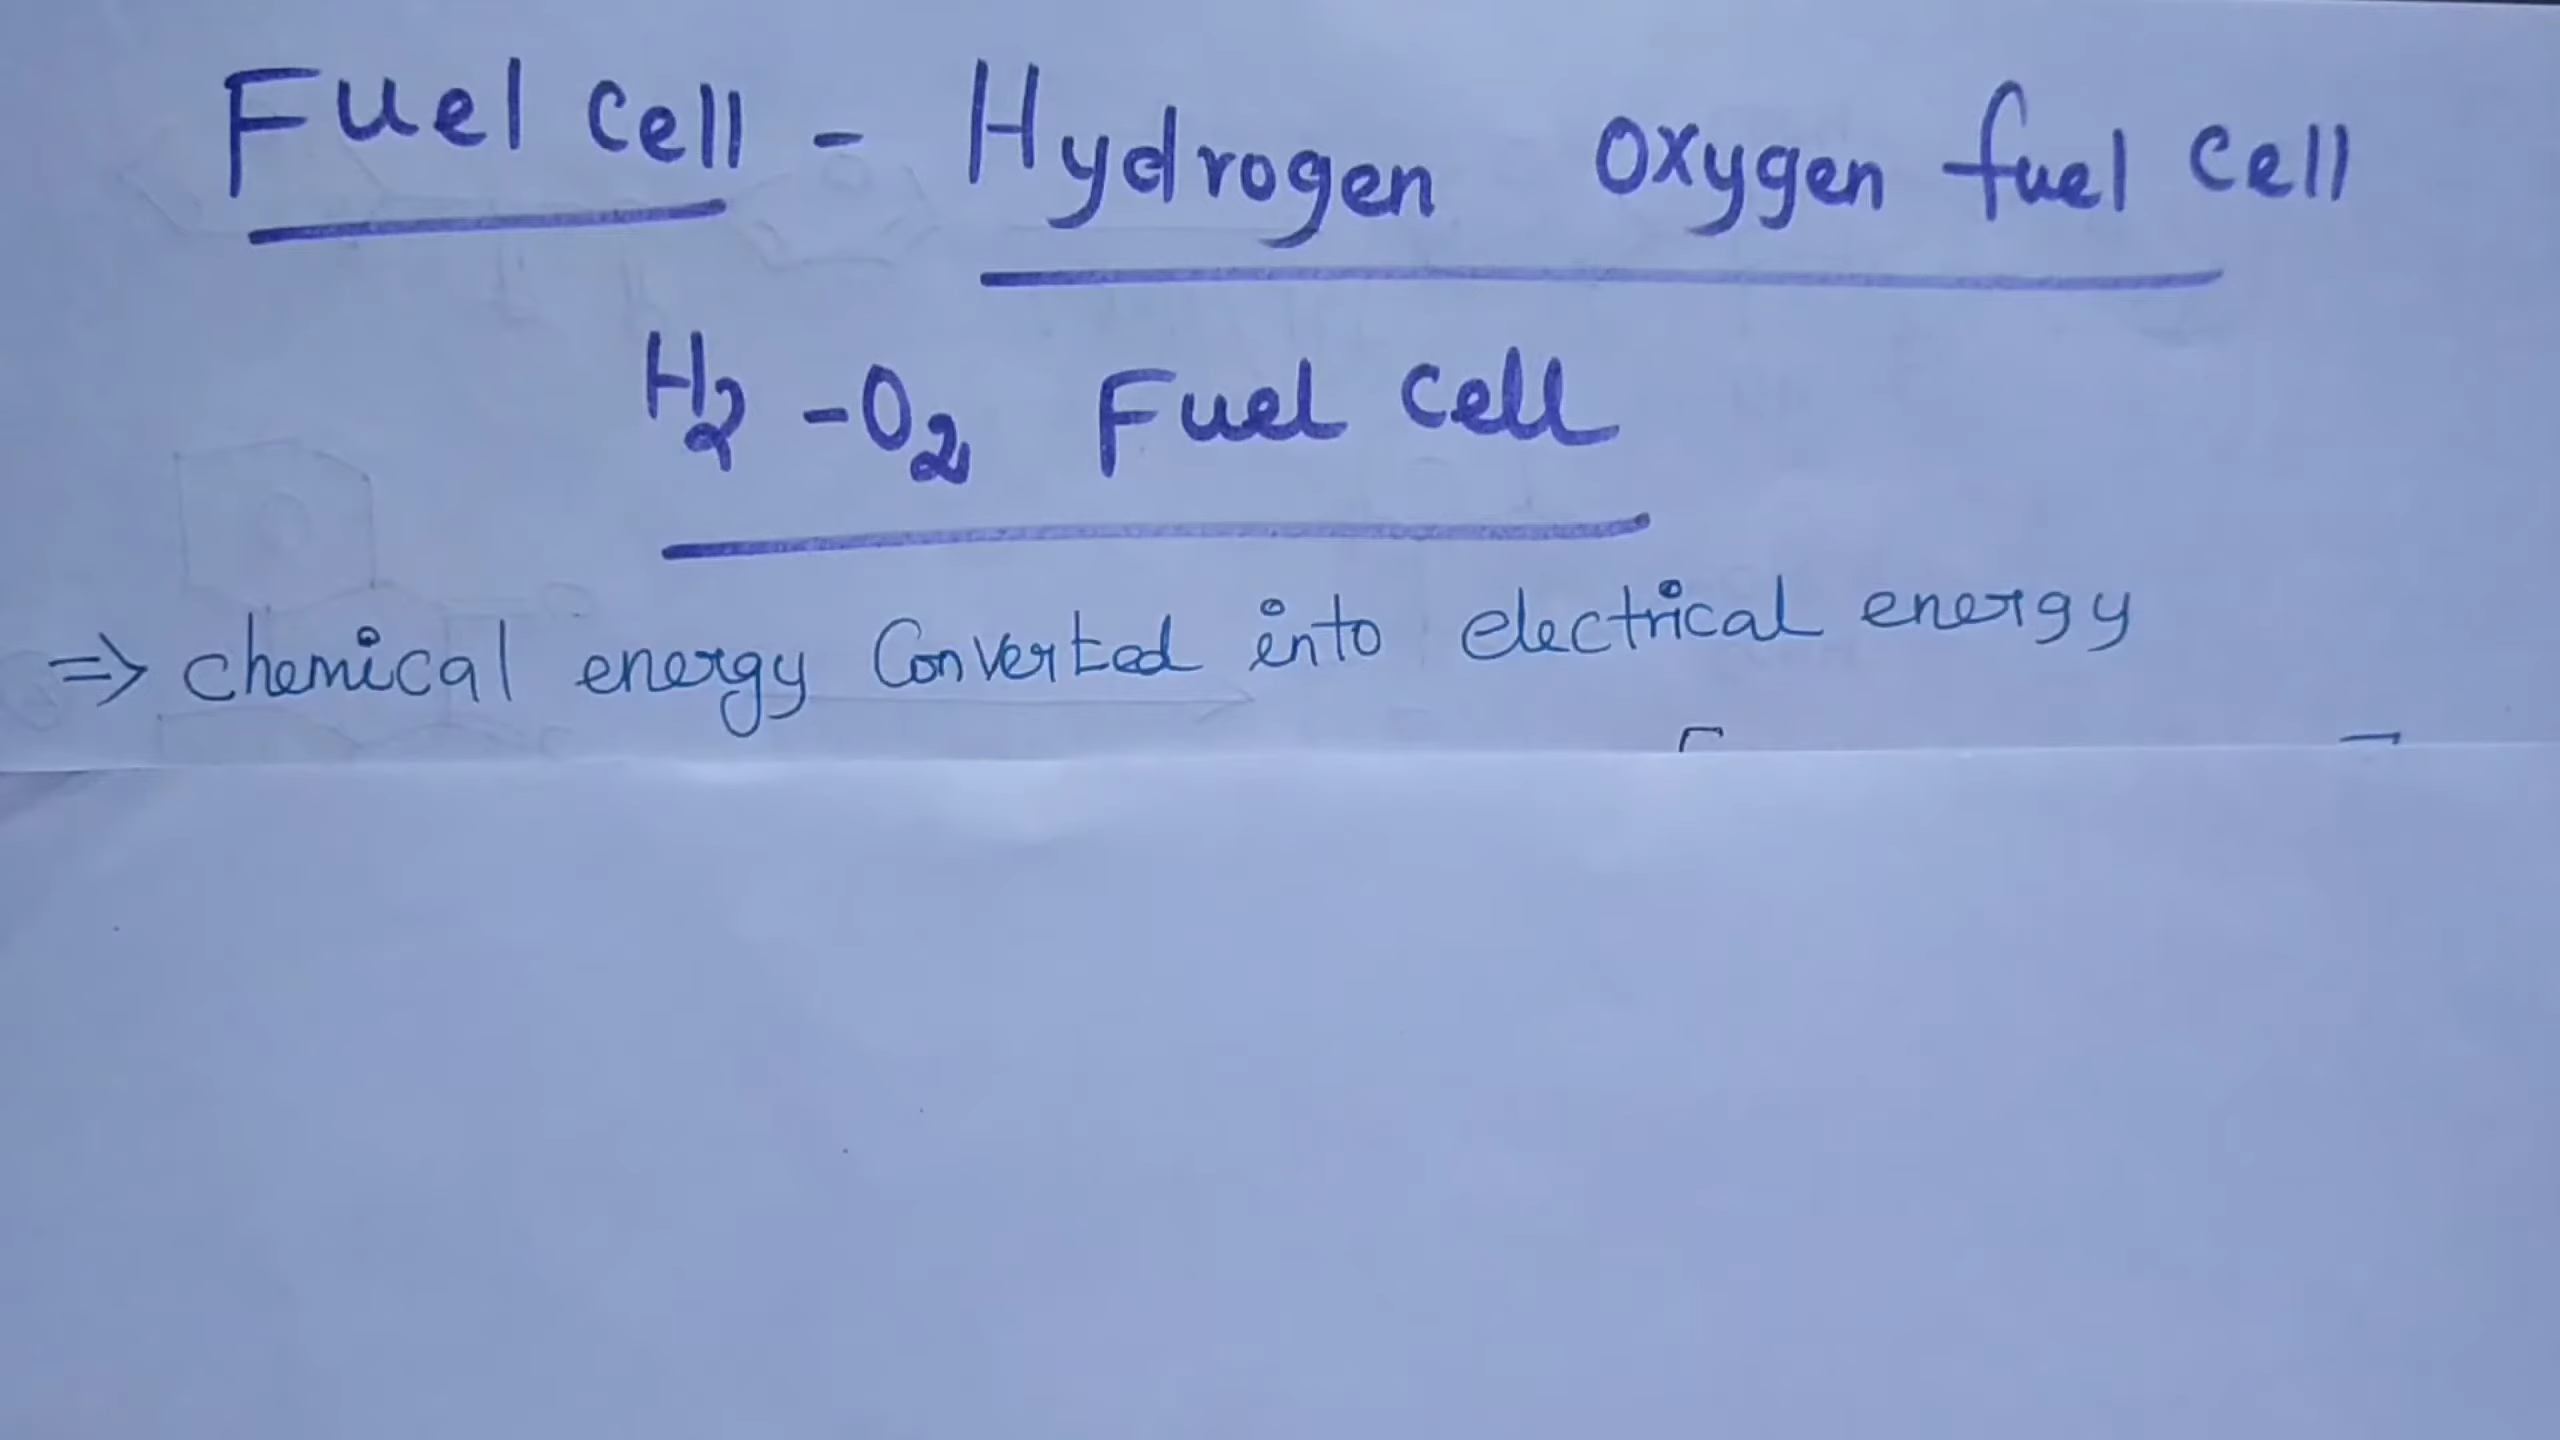 Fuel cell - Hydrogen Oxygen fuel cell
H₂ - O₂ Fuel cell
⇒ chemical energy Converted into electrical energy